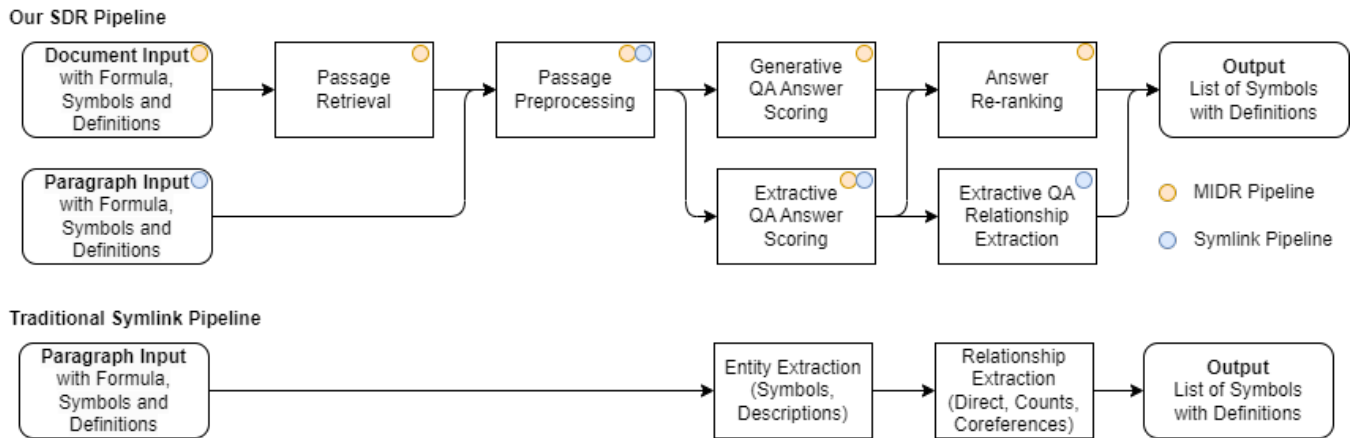 Our SDR Pipeline
Document Input
with Formula,
Symbols and
Definitions
Passage
Retrieval
Passage
Preprocessing
Generative
QA Answer
Scoring
Answer
Re-ranking
Output
List of Symbols
with Definitions
Paragraph Input
with Formula,
Symbols and
Definitions
Extractive
QA Answer
Scoring
Extractive QA
Relationship
Extraction
MIDR Pipeline
Symlink Pipeline
Traditional Symlink Pipeline
Paragraph Input
with Formula,
Symbols and
Definitions
Entity Extraction
(Symbols,
Descriptions)
Relationship
Extraction
(Direct, Counts,
Coreferences)
Output
List of Symbols
with Definitions